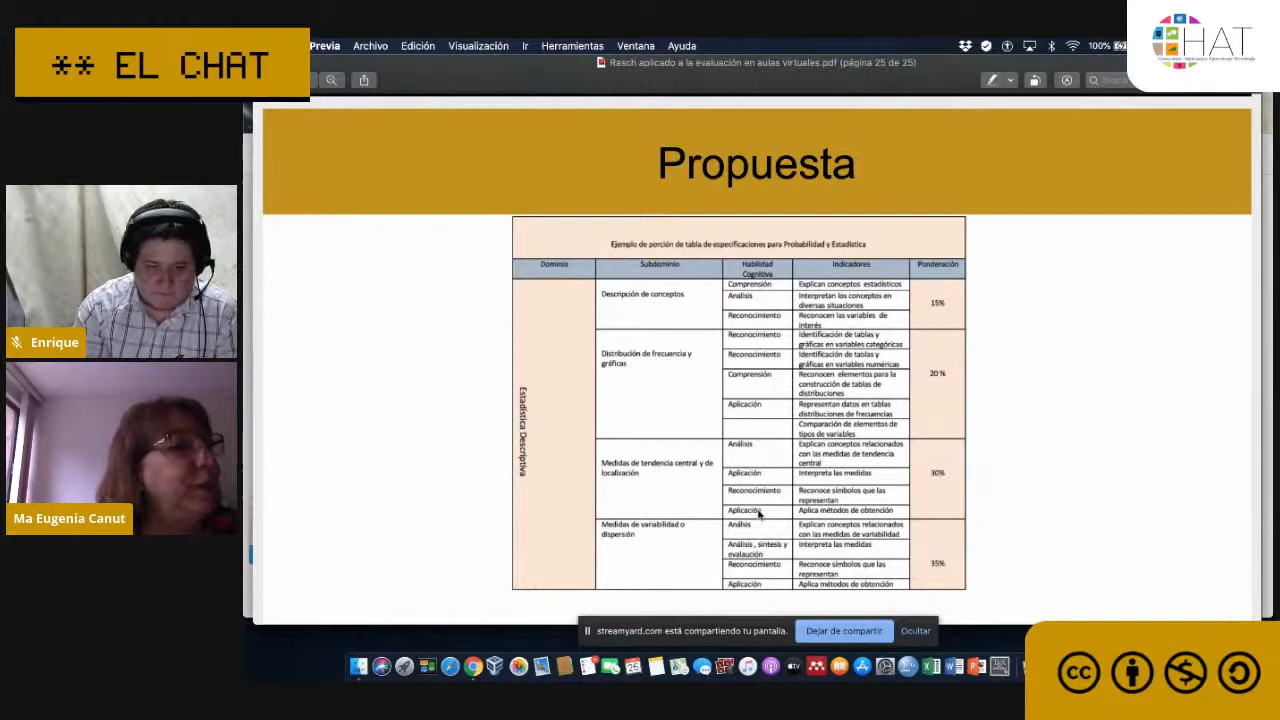 ** EL CHAT
Previa Archivo Edición Visualización Ir Herramientas Ventana Ayuda
100%
Rasch aplicado a la evaluación en aulas virtuales.pdf (página 25 de 25)
HAT
Propuesta
Ejemplo de porción de tabla de especificaciones para Probabilidad y Estadística
Dominio
Subdominio
Habilidad
Cognitiva
Indicadores
Ponderación
Estadística Descriptiva
Descripción de conceptos
Comprensión
Explican conceptos estadísticos
Analisis
Interpretan los conceptos en
diversas situaciones
Reconocimiento
Reconocen las variables de
interés
15%
Distribución de frecuencia y
gráficas
Reconocimiento
Identificación de tablas y
gráficas en variables categóricas
Reconocimiento
Identificación de tablas y
gráficas en variables numéricas
Comprensión
Reconocen elementos para la
construcción de tablas de
distribuciones
Aplicación
Representan datos en tablas
distribuciones de frecuencias
Comparación de elementos de
tipos de variables
20 %
Medidas de tendencia central y de
localización
Análisis
Explican conceptos relacionados
con las medidas de tendencia
central
Aplicación
Interpreta las medidas
Reconocimiento
Reconoce símbolos que las
representan
Aplicación
Aplica métodos de obtención
30%
Medidas de variabilidad o
dispersión
Análsis
Explican conceptos relacionados
con las medidas de variabilidad
Análisis , sintesis y
evalaución
Interpreta las medidas
Reconocimiento
Reconoce símbolos que las
representan
Aplicación
Aplica métodos de obtención
35%
Enrique
Ma Eugenia Canut
streamyard.com está compartiendo tu pantalla.
Dejar de compartir
Ocultar
cc